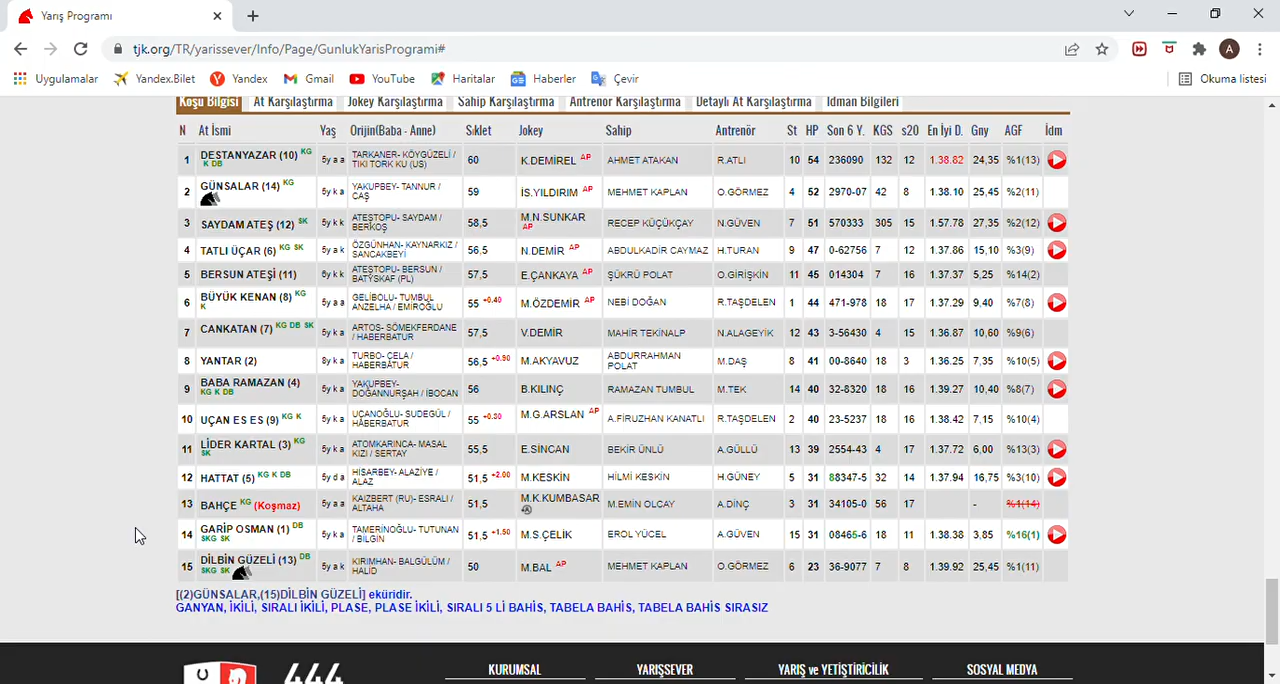 Yarış Programı
tjk.org/TR/yarissever/Info/Page/GunlukYarisProgrami#
A
Uygulamalar Yandex.Bilet Yandex Gmail YouTube Haritalar Haberler Çevir Okuma listesi
Koşu Bilgisi At Karşılaştırma Jokey Karşılaştırma Sahip Karşılaştırma Antrenör Karşılaştırma Detaylı At Karşılaştırma İdman Bilgileri
N At İsmi Yaş Orijin(Baba - Anne) Sıklet Jokey Sahip Antrenör St HP Son 6 Y. KGS s20 En İyi D. Gny AGF İdm
1 DESTANYAZAR (10) KG K DB 5y a a TARKANER- KÖYGÜZELİ / TIKI TORK KU (US) 60 K.DEMİREL AP AHMET ATAKAN R.ATLI 10 54 236090 132 12 1.38.82 24,35 %1(13)
2 GÜNSALAR (14) KG 5y k a YAKUPBEY- TANNUR / CAŞ 59 İS.YILDIRIM AP MEHMET KAPLAN O.GÖRMEZ 4 52 2970-07 42 8 1.38.10 25,45 %2(11)
3 SAYDAM ATEŞ (12) SK 5y k k ATEŞTOPU- SAYDAM / BERKOŞ 58,5 M.N.SUNKAR AP RECEP KÜÇÜKÇAY N.GÜVEN 7 51 570333 305 15 1.57.78 27,35 %2(12)
4 TATLI ÜÇAR (6) KG SK 5y a k ÖZGÜNHAN- KAYNARKIZ / SANCAKBEYİ 56,5 N.DEMİR AP ABDULKADİR CAYMAZ H.TURAN 9 47 0-62756 7 12 1.37.86 15,10 %3(9)
5 BERSUN ATEŞİ (11) 8y k k ATEŞTOPU- BERSUN / BATYSKAF (PL) 57,5 E.ÇANKAYA AP ŞÜKRÜ POLAT O.GİRİŞKİN 11 45 014304 7 16 1.37.37 5,25 %14(2)
6 BÜYÜK KENAN (8) KG K 5y a a GELİBOLU- TUMBUL ANZELHA / EMİROĞLU 55 +0.40 M.ÖZDEMİR AP NEBİ DOĞAN R.TAŞDELEN 1 44 471-978 18 17 1.37.29 9,40 %7(8)
7 CANKATAN (7) KG DB SK 5y k a ARTOS- SÖMEKFERDANE / HABERBATUR 57,5 V.DEMİR MAHİR TEKİNALP N.ALAGEYİK 12 43 3-56430 4 15 1.36.87 10,60 %9(6)
8 YANTAR (2) 8y k a TURBO- ÇELA / HABERBATUR 56,5 +0.90 M.AKYAVUZ ABDURRAHMAN POLAT M.DAŞ 8 41 00-8640 18 3 1.36.25 7,35 %10(5)
9 BABA RAMAZAN (4) KG K DB 5y k a YAKUPBEY- DOĞANNURŞAH / İBOCAN 56 B.KILINÇ RAMAZAN TUMBUL M.TEK 14 40 32-8320 18 16 1.39.27 10,40 %8(7)
10 UÇAN ES ES (9) KG K 5y k a UÇANOĞLU- SUDEGÜL / HABERBATUR 55 +0.30 M.G.ARSLAN AP A.FİRUZHAN KANATLI R.TAŞDELEN 2 40 23-5237 18 16 1.38.42 7,15 %10(4)
11 LİDER KARTAL (3) KG SK 5y k a ATOMKARINCA- MASAL KIZI / SERTAY 55,5 E.SİNCAN BEKİR ÜNLÜ A.GÜLLÜ 13 39 2554-43 4 17 1.37.72 6,00 %13(3)
12 HATTAT (5) KG K DB 5y d a HİSARBEY- ALAZİYE / ALAZ 51,5 +2.00 M.KESKİN HİLMİ KESKİN H.GÜNEY 5 31 88347-5 32 14 1.37.94 16,75 %3(10)
13 BAHÇE KG (Koşmaz) 5y a a KAIZBERT (RU)- ESRALI / ALTAHA 51,5 M.K.KUMBASAR M.EMİN OLCAY A.DİNÇ 3 31 34105-0 56 17 - %1(14)
14 GARİP OSMAN (1) DB SKG SK 5y k a TAMERİNOĞLU- TUTUNAN / BİLGİN 51,5 +1.50 M.S.ÇELİK EROL YÜCEL A.GÜVEN 15 31 08465-6 18 11 1.38.38 3,85 %16(1)
15 DİLBİN GÜZELİ (13) DB SKG SK 5y a k KIRIMHAN- BALGÜLÜM / HALİD 50 M.BAL AP MEHMET KAPLAN O.GÖRMEZ 6 23 36-9077 7 8 1.39.92 25,45 %1(11)
[(2)GÜNSALAR,(15)DİLBİN GÜZELİ] eküridir.
GANYAN, İKİLİ, SIRALI İKİLİ, PLASE, PLASE İKİLİ, SIRALI 5 Lİ BAHİS, TABELA BAHİS, TABELA BAHİS SIRASIZ
444 KURUMSAL YARIŞSEVER YARIŞ ve YETİŞTİRİCİLİK SOSYAL MEDYA